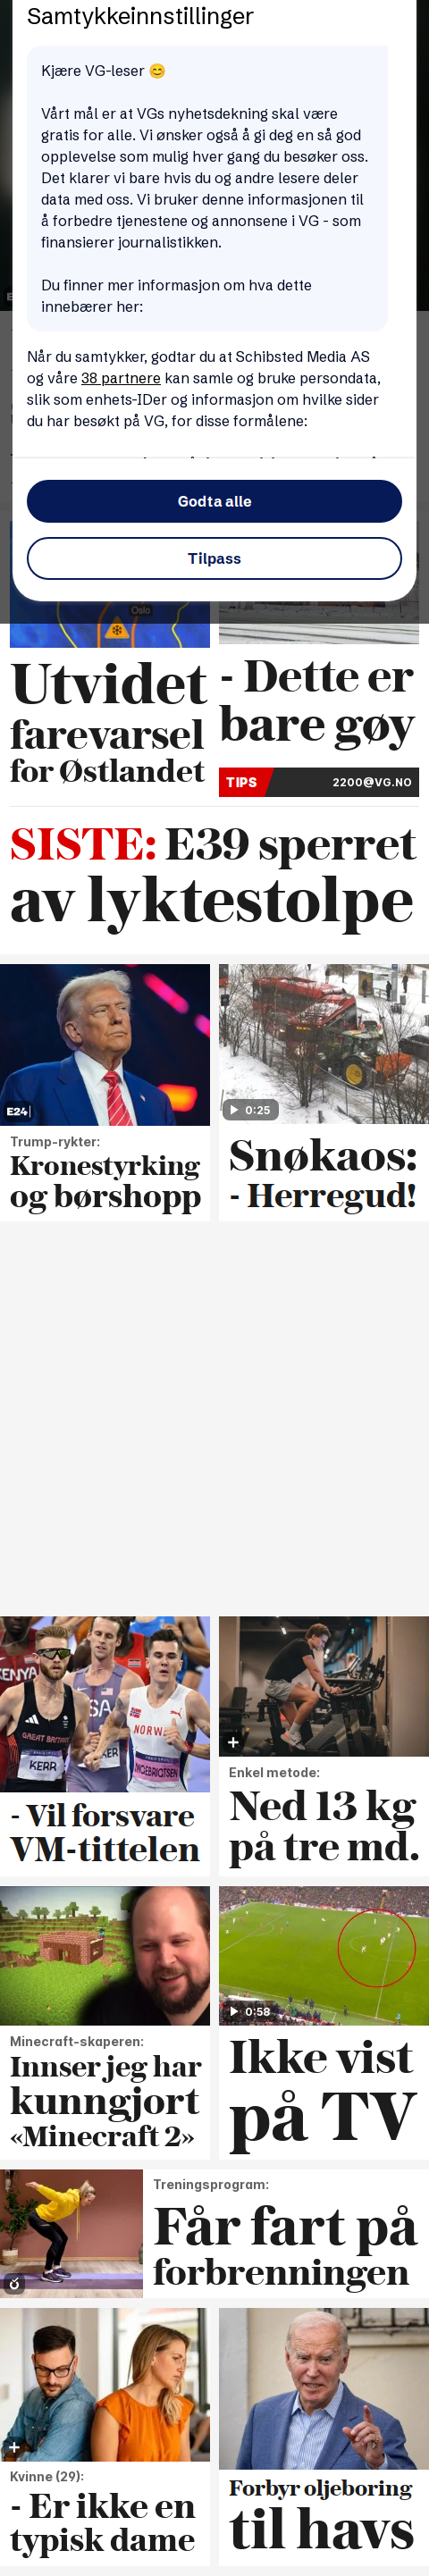 Samtykkeinnstillinger
Kjære VG-leser 😊
Vårt mål er at VGs nyhetsdekning skal være
gratis for alle. Vi ønsker også å gi deg en så god
opplevelse som mulig hver gang du besøker oss.
Det klarer vi bare hvis du og andre lesere deler
data med oss. Vi bruker denne informasjonen til
å forbedre tjenestene og annonsene i VG - som
finansierer journalistikken.
Du finner mer informasjon om hva dette
innebærer her:
Når du samtykker, godtar du at Schibsted Media AS
og våre 38 partnere kan samle og bruke persondata,
slik som enhets-IDer og informasjon om hvilke sider
du har besøkt på VG, for disse formålene:
Godta alle
Tilpass
Oslo
Utvidet
farevarsel
for Østlandet
- Dette er
bare gøy
TIPS 2200@VG.NO
SISTE: E39 sperret
av lyktestolpe
E24
Trump-rykter:
Kronestyrking
og børshopp
0:25
Snøkaos:
- Herregud!
KENYA
GREAT BRITAIN
KERR
USA
NORWAY
INGEBRIGTSEN
- Vil forsvare
VM-tittelen
Enkel metode:
Ned 13 kg
på tre md.
Minecraft-skaperen:
Innser jeg har
kunngjort
«Minecraft 2»
0:58
Ikke vist
på TV
Treningsprogram:
Får fart på
forbrenningen
Kvinne (29):
- Er ikke en
typisk dame
Forbyr oljeboring
til havs